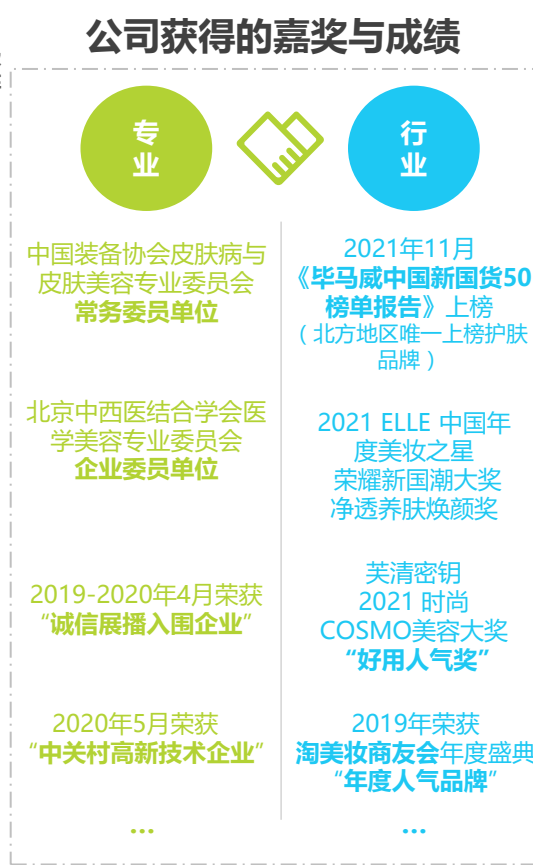 公司获得的嘉奖与成绩
专
业
行
业
中国装备协会皮肤病与
皮肤美容专业委员会
常务委员单位
北京中西医结合学会医
学美容专业委员会
企业委员单位
2019-2020年4月荣获
“诚信展播入围企业”
2020年5月荣获
“中关村高新技术企业”
...
2021年11月
《毕马威中国新国货50
榜单报告》上榜
（北方地区唯一上榜护肤
品牌）
2021 ELLE 中国年
度美妆之星
荣耀新国潮大奖
净透养肤焕颜奖
芙清密钥
2021 时尚
COSMO美容大奖
“好用人气奖”
2019年荣获
淘美妆商友会年度盛典
“年度人气品牌”
...